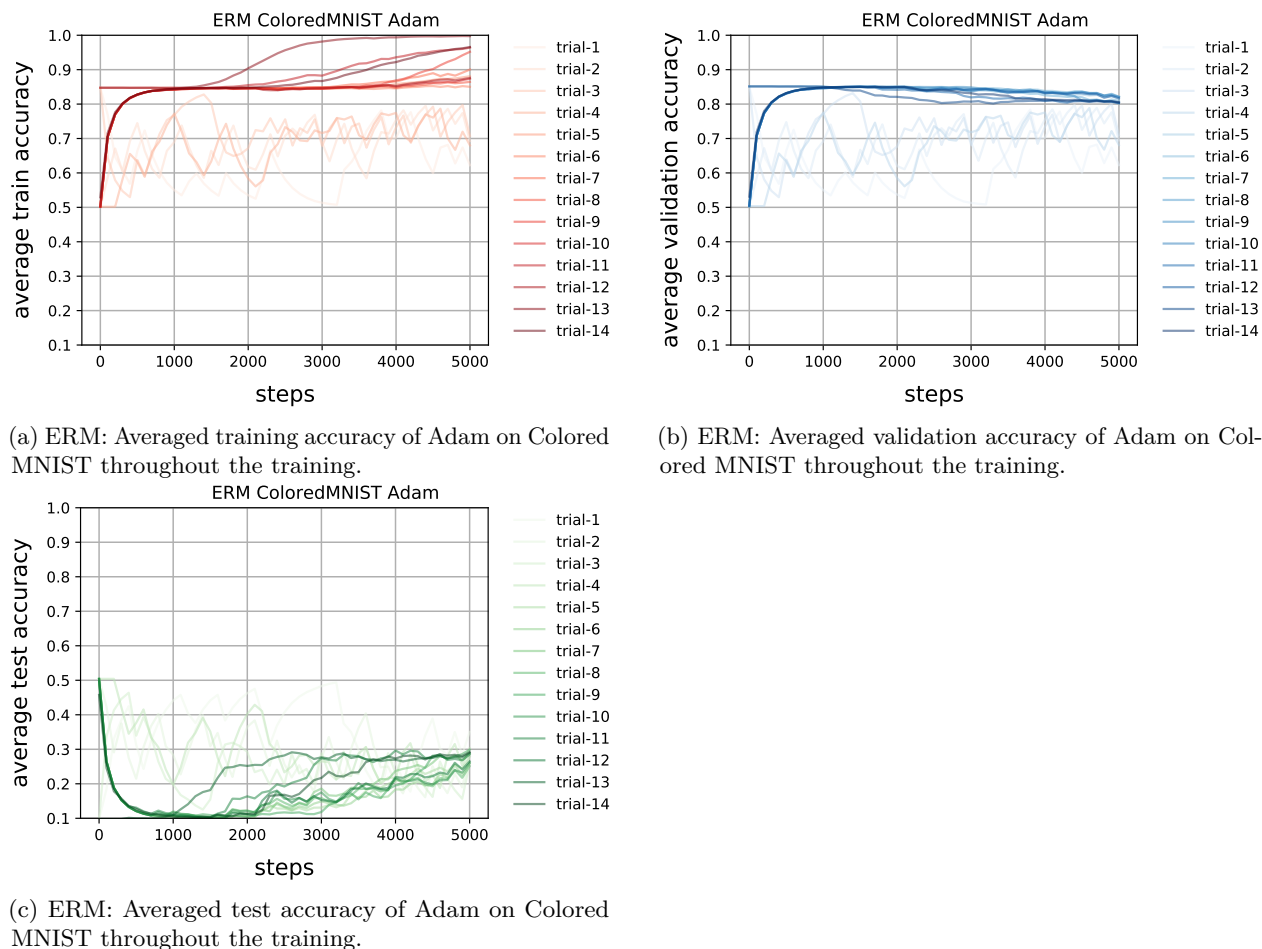 ERM ColoredMNIST Adam
average train accuracy
1.0
0.9
0.8
0.7
0.6
0.5
0.4
0.3
0.2
0.1
0 1000 2000 3000 4000 5000
steps
trial-1
trial-2
trial-3
trial-4
trial-5
trial-6
trial-7
trial-8
trial-9
trial-10
trial-11
trial-12
trial-13
trial-14
(a) ERM: Averaged training accuracy of Adam on Colored
MNIST throughout the training.
ERM ColoredMNIST Adam
average validation accuracy
1.0
0.9
0.8
0.7
0.6
0.5
0.4
0.3
0.2
0.1
0 1000 2000 3000 4000 5000
steps
trial-1
trial-2
trial-3
trial-4
trial-5
trial-6
trial-7
trial-8
trial-9
trial-10
trial-11
trial-12
trial-13
trial-14
(b) ERM: Averaged validation accuracy of Adam on Col-
ored MNIST throughout the training.
ERM ColoredMNIST Adam
average test accuracy
1.0
0.9
0.8
0.7
0.6
0.5
0.4
0.3
0.2
0.1
0 1000 2000 3000 4000 5000
steps
trial-1
trial-2
trial-3
trial-4
trial-5
trial-6
trial-7
trial-8
trial-9
trial-10
trial-11
trial-12
trial-13
trial-14
(c) ERM: Averaged test accuracy of Adam on Colored
MNIST throughout the training.